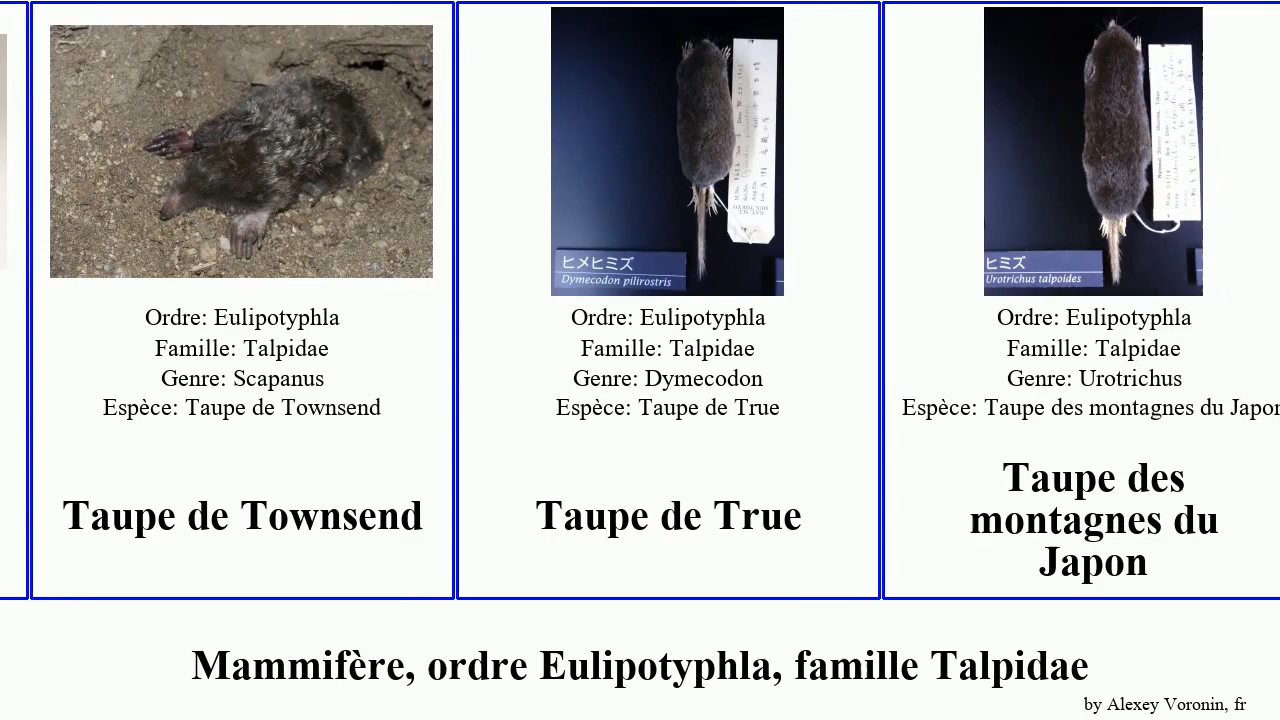 ヒメヒミズ
Dymecodon pilirostris
ヒミズ
Urotrichus talpoides
Ordre: Eulipotyphla
Famille: Talpidae
Genre: Scapanus
Espèce: Taupe de Townsend
Taupe de Townsend
Ordre: Eulipotyphla
Famille: Talpidae
Genre: Dymecodon
Espèce: Taupe de True
Taupe de True
Ordre: Eulipotyphla
Famille: Talpidae
Genre: Urotrichus
Espèce: Taupe des montagnes du Japon
Taupe des
montagnes du
Japon
Mammifère, ordre Eulipotyphla, famille Talpidae
by Alexey Voronin, fr